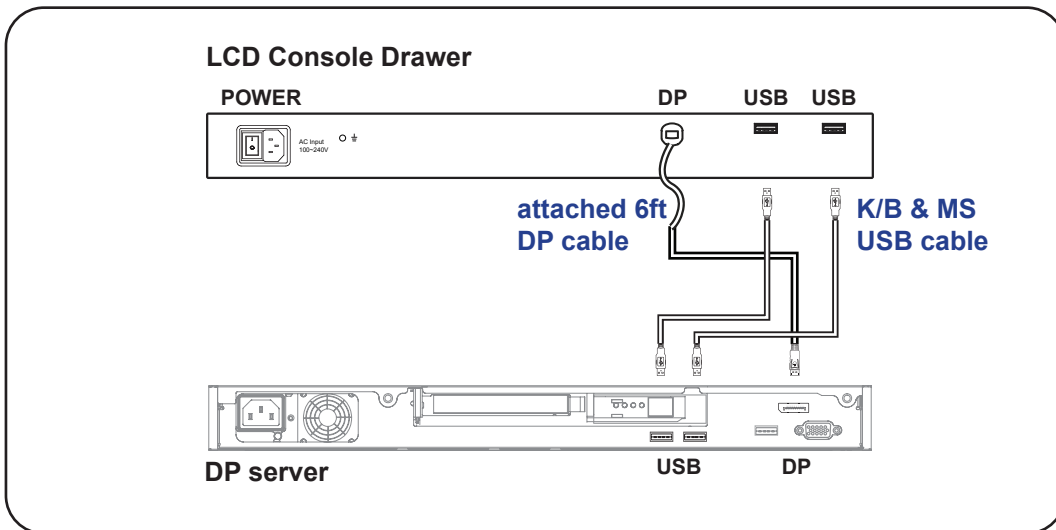 LCD Console Drawer
POWER
DP
USB
USB
AC Input
100~240V
attached 6ft
DP cable
K/B & MS
USB cable
DP server
USB
DP